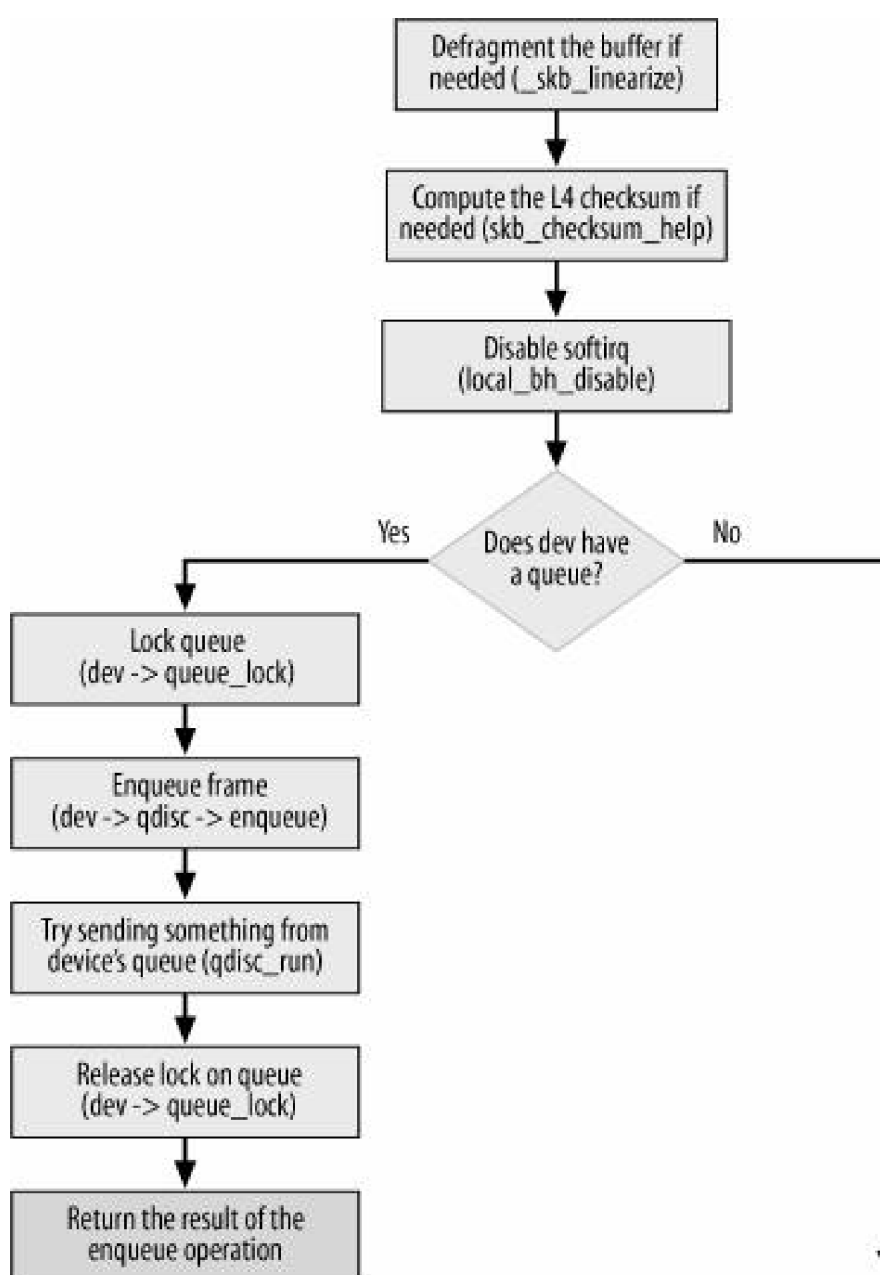 Defragment the buffer if
needed (_skb_linearize)
Compute the L4 checksum if
needed (skb_checksum_help)
Disable softirq
(local_bh_disable)
Yes
Does dev have
a queue?
No
Lock queue
(dev -> queue_lock)
Enqueue frame
(dev -> qdisc -> enqueue)
Try sending something from
device's queue (qdisc_run)
Release lock on queue
(dev -> queue_lock)
Return the result of the
enqueue operation